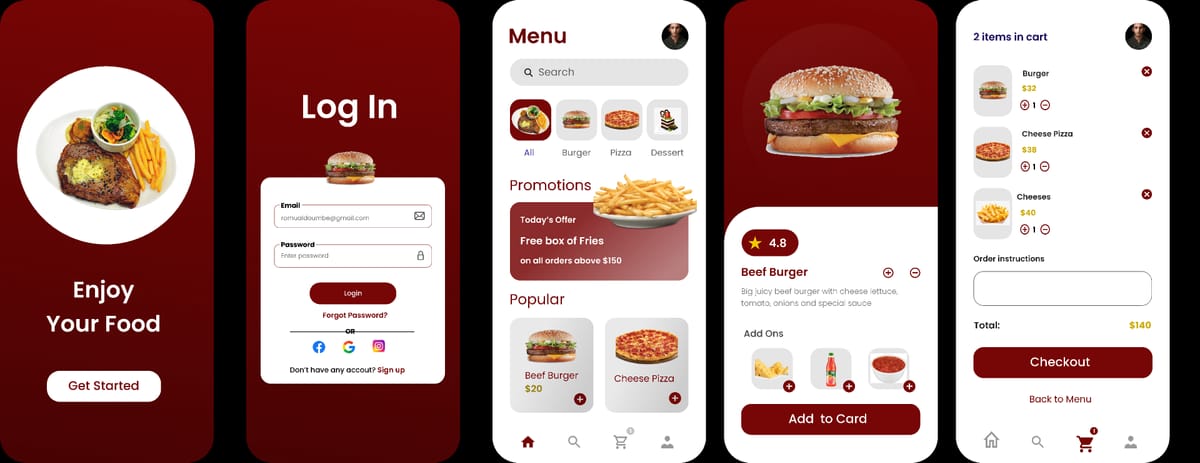 Enjoy
Your Food
Get Started
Log In
Email
romualdoumbe@gmail.com
Password
Enter password
Login
Forgot Password?
OR
Don't have any accout? Sign up
Menu
Search
All
Burger
Pizza
Dessert
Promotions
Today's Offer
Free box of Fries
on all orders above $150
Popular
Beef Burger
$20
Cheese Pizza
1
4.8
Beef Burger
Big juicy beef burger with cheese lettuce,
tomato, onions and special sauce
Add Ons
Add to Card
2 items in cart
Burger
$32
1
Cheese Pizza
$38
1
Cheeses
$40
1
Order instructions
Total:
$140
Checkout
Back to Menu
1